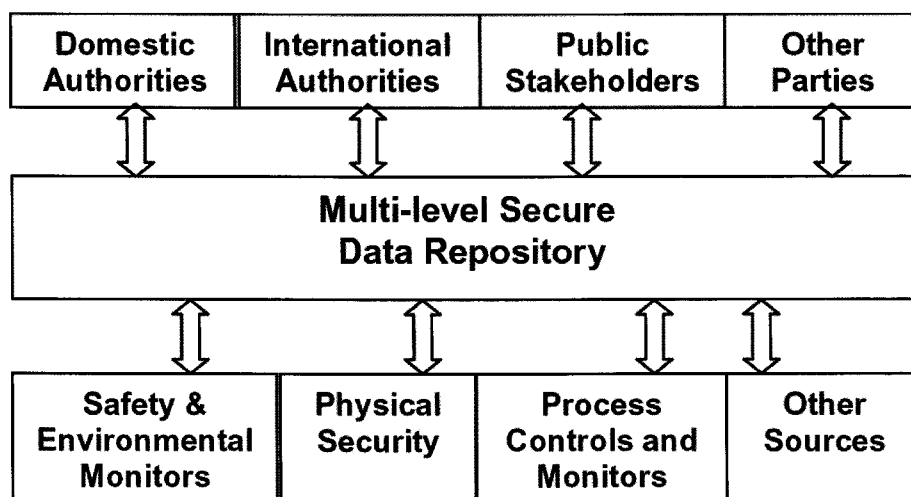 Domestic
Authorities
International
Authorities
Public
Stakeholders
Other
Parties
Multi-level Secure
Data Repository
Safety &
Environmental
Monitors
Physical
Security
Process
Controls and
Monitors
Other
Sources